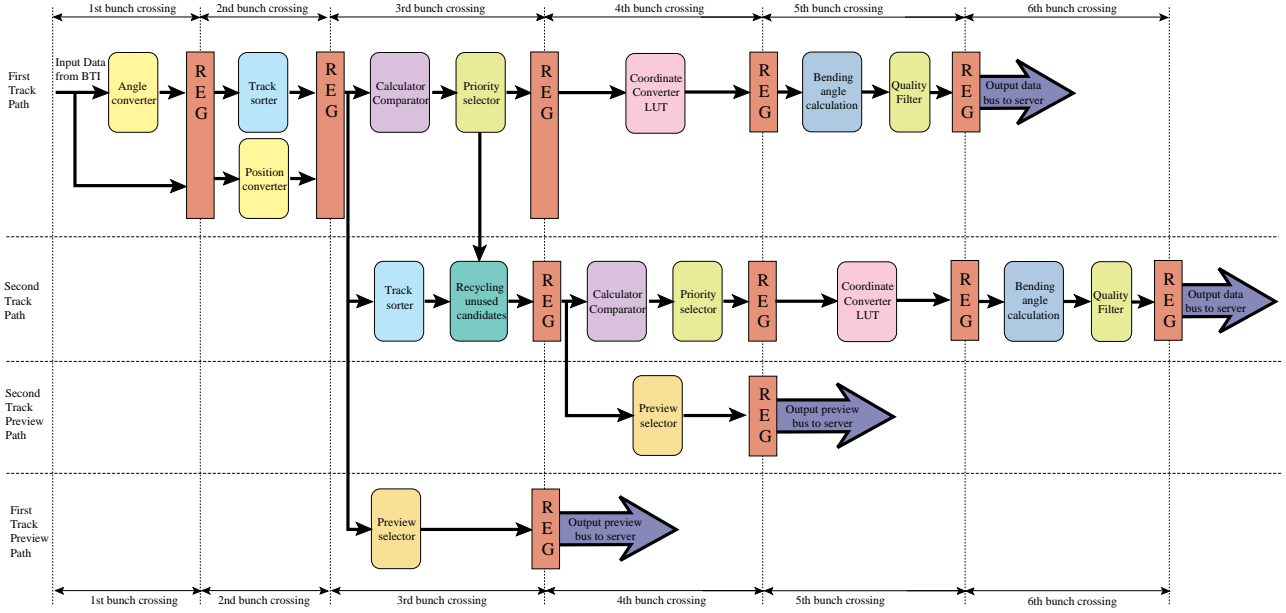 1st bunch crossing
2nd bunch crossing
3rd bunch crossing
4th bunch crossing
5th bunch crossing
6th bunch crossing
First
Track
Path
Input Data
from BTI
Angle
converter
R
E
G
Track
sorter
Position
converter
R
E
G
Calculator
Comparator
Priority
selector
R
E
G
Coordinate
Converter
LUT
R
E
G
Bending
angle
calculation
Quality
Filter
R
E
G
Output data
bus to server
Second
Track
Path
Track
sorter
Recycling
unused
candidates
R
E
G
Calculator
Comparator
Priority
selector
R
E
G
Coordinate
Converter
LUT
R
E
G
Bending
angle
calculation
Quality
Filter
R
E
G
Output data
bus to server
Second
Track
Preview
Path
Preview
selector
R
E
G
Output preview
bus to server
First
Track
Preview
Path
Preview
selector
R
E
G
Output preview
bus to server
1st bunch crossing
2nd bunch crossing
3rd bunch crossing
4th bunch crossing
5th bunch crossing
6th bunch crossing